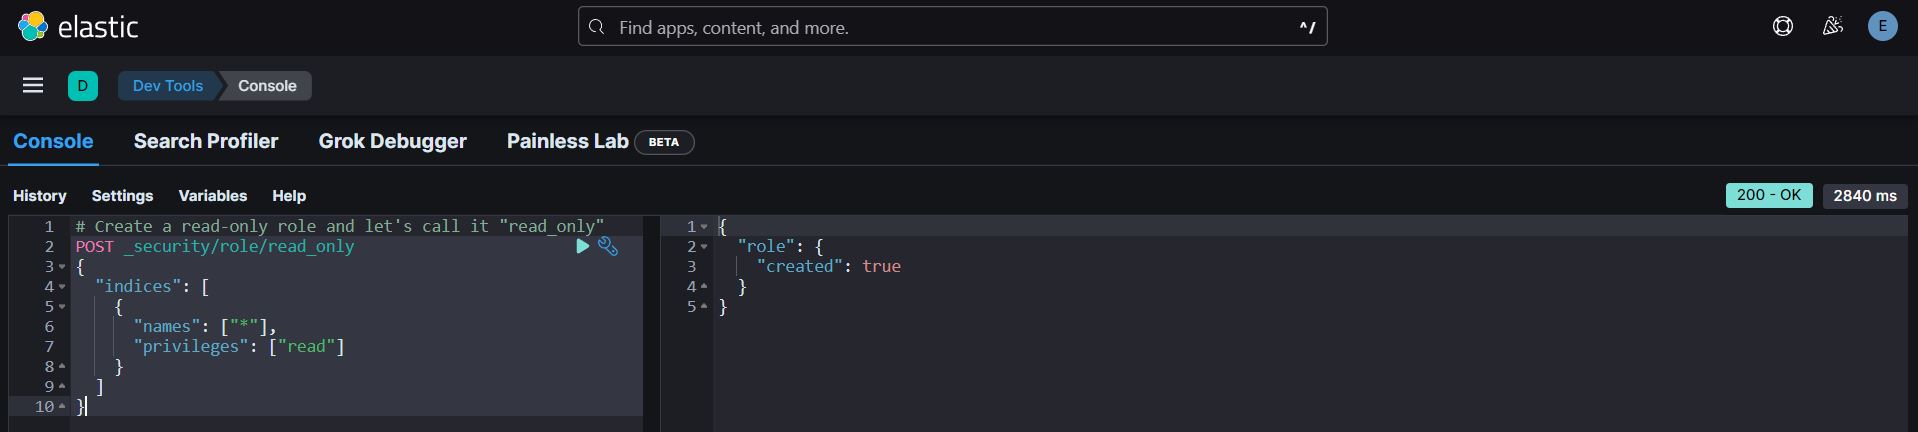 elastic
Find apps, content, and more.
^/
E
D
Dev Tools
Console
Console
Search Profiler
Grok Debugger
Painless Lab
BETA
History
Settings
Variables
Help
200 - OK
2840 ms
1 # Create a read-only role and let's call it "read_only"
2 POST _security/role/read_only
3 {
4 "indices": [
5 {
6 "names": ["*"],
7 "privileges": ["read"]
8 }
9 ]
10 }
1 {
2 "role": {
3 "created": true
4 }
5 }